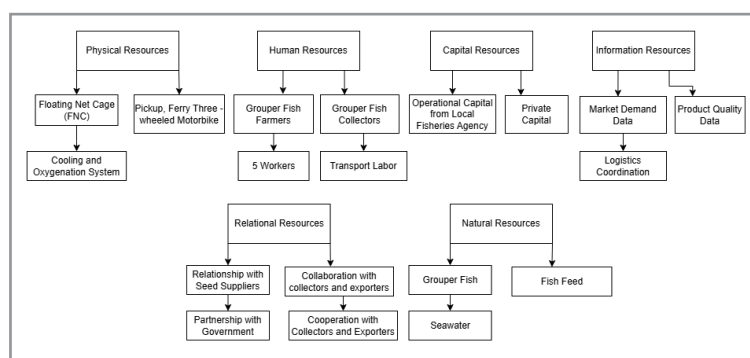 Physical Resources
Human Resources
Capital Resources
Information Resources
Floating Net Cage
(FNC)
Pickup, Ferry Three -
wheeled Motorbike
Grouper Fish
Farmers
Grouper Fish
Collectors
Operational Capital
from Local
Fisheries Agency
Private
Capital
Market Demand
Data
Product Quality
Data
Cooling and
Oxygenation System
5 Workers
Transport Labor
Logistics
Coordination
Relational Resources
Natural Resources
Relationship with
Seed Suppliers
Collaboration with
collectors and exporters
Grouper Fish
Fish Feed
Partnership with
Government
Cooperation with
Collectors and Exporters
Seawater